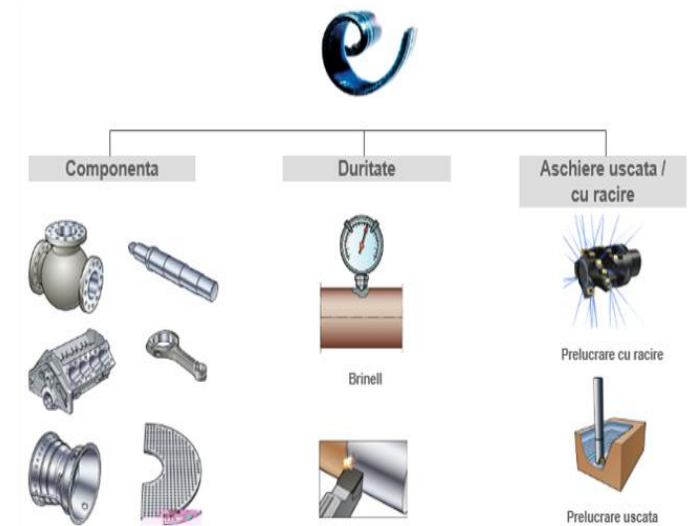 Componenta
Duritate
Aschiere uscata /
cu racire
Brinell
Prelucrare cu racire
Prelucrare uscata